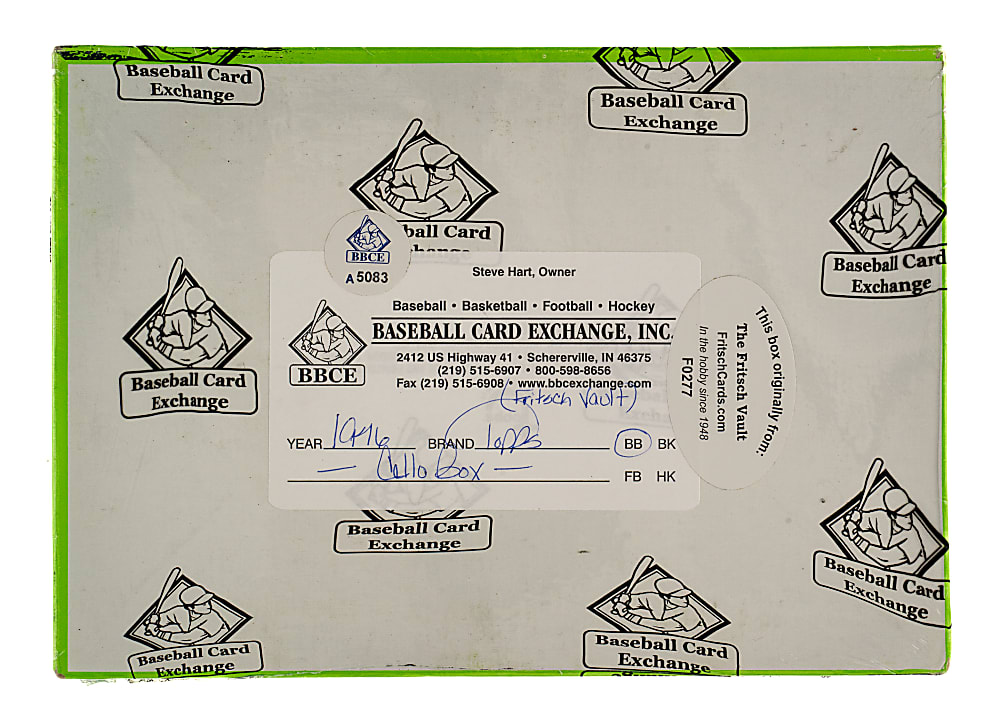 Baseball Card
Exchange
Baseball Card
Exchange
ball Card
Baseball Card
Exchange
Baseball Card
Exchange
BBCE
A 5083
Steve Hart, Owner
Baseball • Basketball • Football • Hockey
BASEBALL CARD EXCHANGE, INC.
BBCE
2412 US Highway 41 • Schererville, IN 46375
(219) 515-6907 • 800-598-8656
Fax (219) 515-6908 • www.bbcexchange.com
(Fritsch Vault)
YEAR 1976 BRAND Topps BB BK
— Cello Box —
FB HK
This box originally from:
The Fritsch Vault
FritschCards.com
In the hobby since 1948
F0277
Baseball Card
Exchange
Baseball Card
Exchange
Baseball Card
Exchange
Baseball Card
Exchange